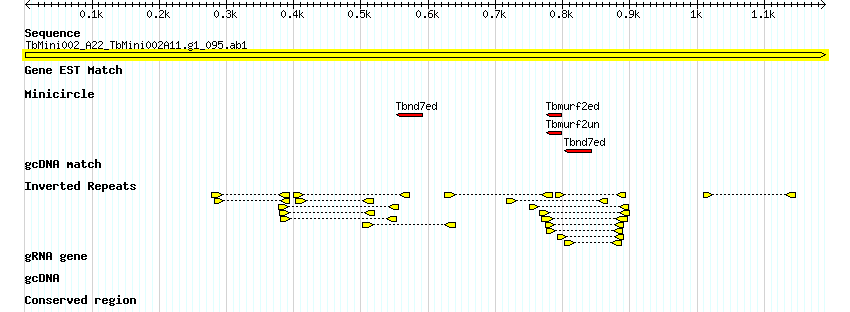 0.1k 0.2k 0.3k 0.4k 0.5k 0.6k 0.7k 0.8k 0.9k 1k 1.1k
Sequence
TbMini002_A22_TbMini002A11.g1_095.ab1
Gene EST Match
Minicircle
Tbnd7ed Tbmurf2ed
Tbmurf2un
Tbnd7ed
gcDNA match
Inverted Repeats
gRNA gene
gcDNA
Conserved region